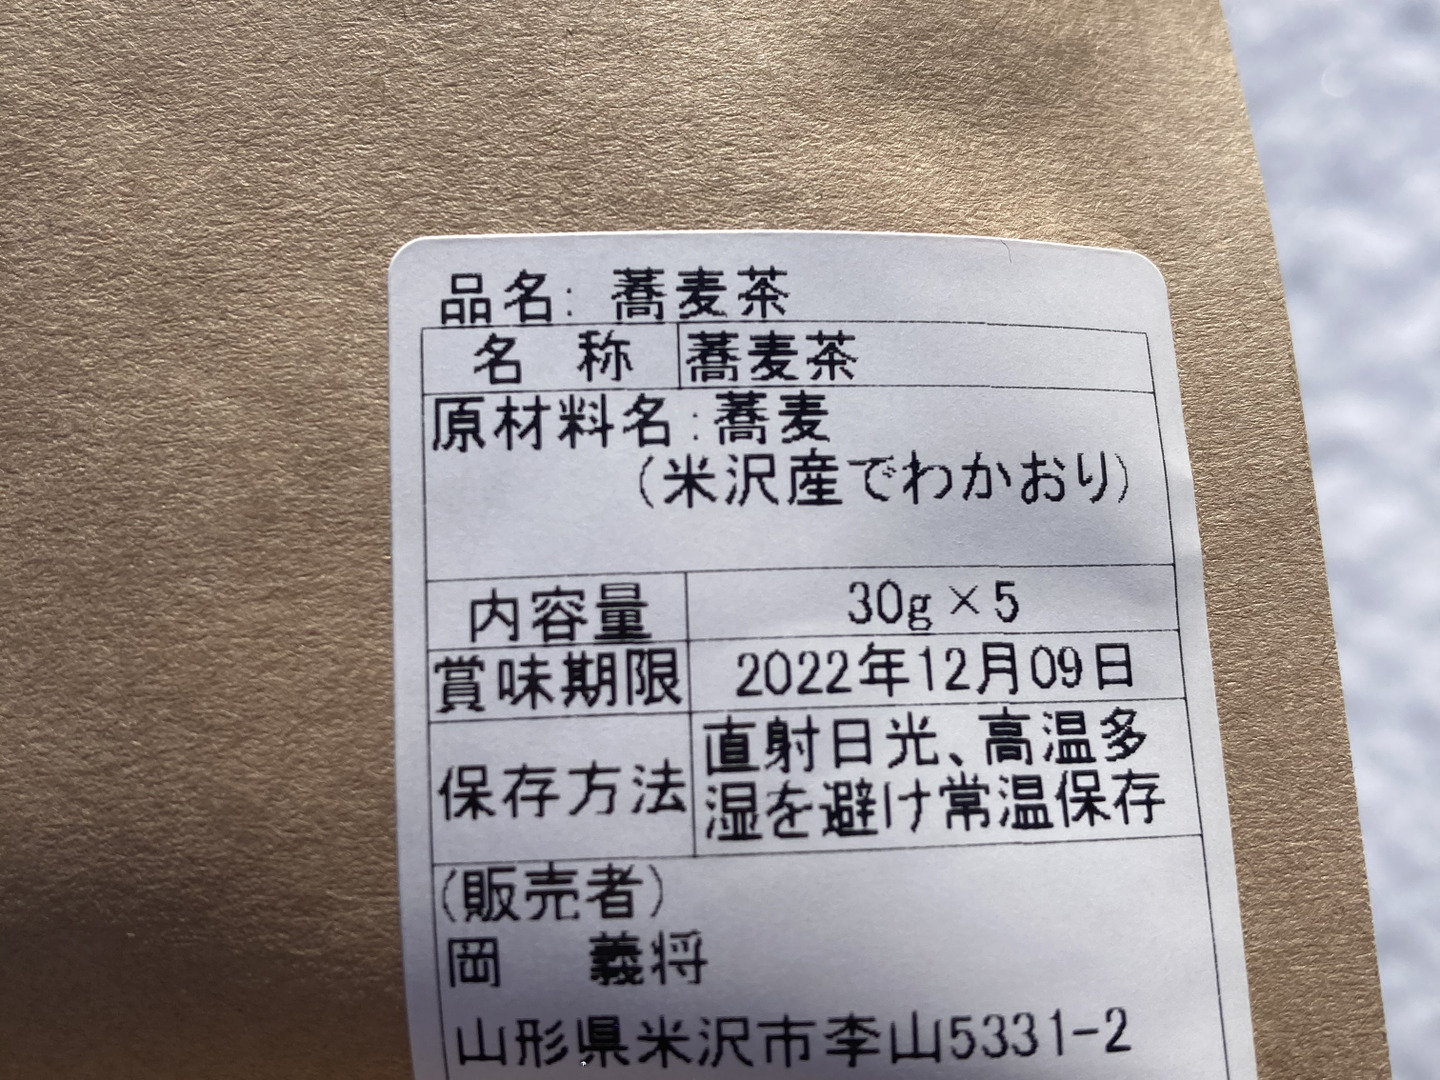 品名: 蕎麦茶
名 称 蕎麦茶
原材料名:蕎麦
(米沢産でわかおり)
内容量 30g×5
賞味期限 2022年12月09日
保存方法 直射日光、高温多
湿を避け常温保存
(販売者)
岡 義将
山形県米沢市李山5331-2